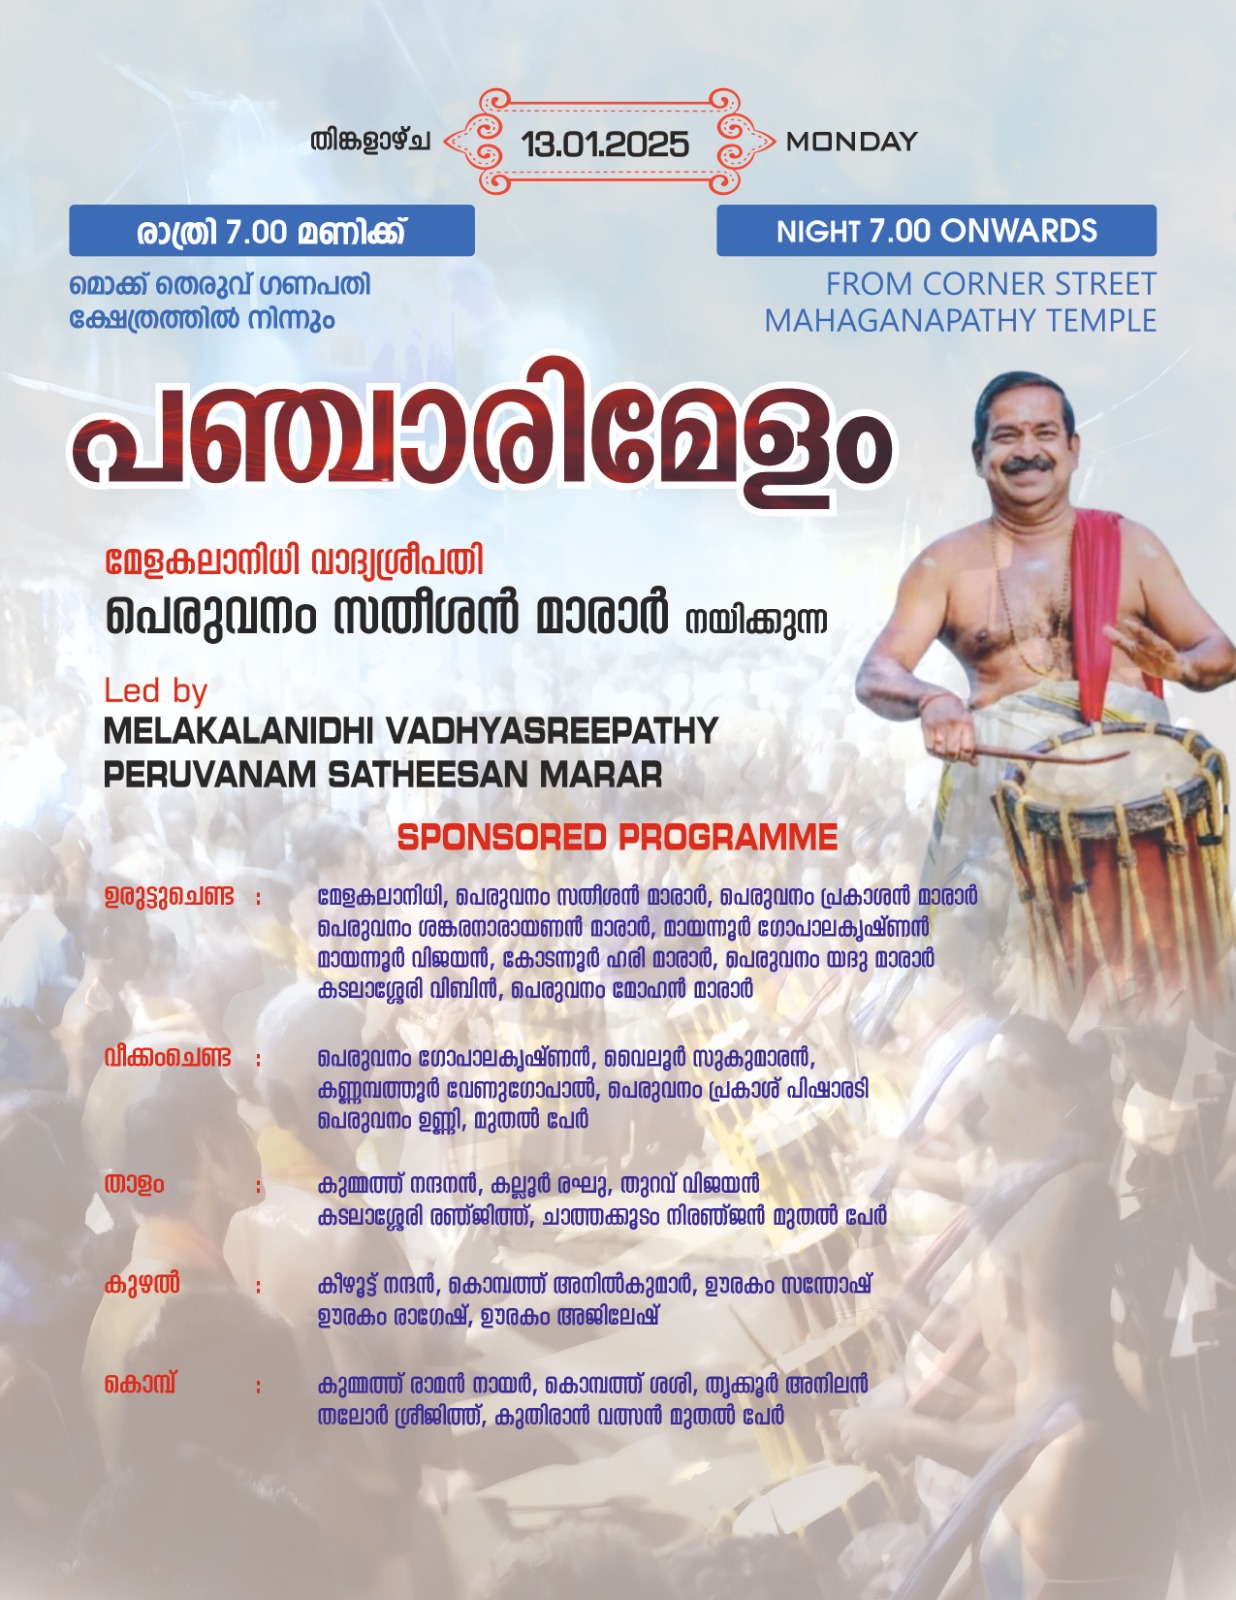 തിങ്കളാഴ്ച 13.01.2025 MONDAY
രാത്രി 7.00 മണിക്ക്
NIGHT 7.00 ONWARDS
മൊക്ക് തെരുവ് ഗണപതി
ക്ഷേത്രത്തിൽ നിന്നും
FROM CORNER STREET
MAHAGANAPATHY TEMPLE
പഞ്ചാരിമേളം
മേളകലാനിധി വാദ്യശ്രീപതി
പെരുവനം സതീശൻ മാരാർ നയിക്കുന്ന
Led by
MELAKALANIDHI VADHYASREEPATHY
PERUVANAM SATHEESAN MARAR
SPONSORED PROGRAMME
ഉരുട്ടുചെണ്ട : മേളകലാനിധി, പെരുവനം സതീശൻ മാരാർ, പെരുവനം പ്രകാശൻ മാരാർ
പെരുവനം ശങ്കരനാരായണൻ മാരാർ, മായന്നൂർ ഗോപാലകൃഷ്ണൻ
മായന്നൂർ വിജയൻ, കോടന്നൂർ ഹരി മാരാർ, പെരുവനം യദു മാരാർ
കടലാശ്ശേരി വിബിൻ, പെരുവനം മോഹൻ മാരാർ
വീക്കംചെണ്ട : പെരുവനം ഗോപാലകൃഷ്ണൻ, വൈലൂർ സുകുമാരൻ,
കണ്ണമ്പത്തൂർ വേണുഗോപാൽ, പെരുവനം പ്രകാശ് പിഷാരടി
പെരുവനം ഉണ്ണി, മുതൽ പേർ
താളം : കുമ്മത്ത് നന്ദനൻ, കല്ലൂർ രഘു, തുറവ് വിജയൻ
കടലാശ്ശേരി രഞ്ജിത്ത്, ചാത്തക്കൂടം നിരഞ്ജൻ മുതൽ പേർ
കുഴൽ : കീഴൂട്ട് നന്ദൻ, കൊമ്പത്ത് അനിൽകുമാർ, ഊരകം സന്തോഷ്
ഊരകം രാഗേഷ്, ഊരകം അജിലേഷ്
കൊമ്പ് : കുമ്മത്ത് രാമൻ നായർ, കൊമ്പത്ത് ശശി, തൃക്കൂർ അനിലൻ
തലോർ ശ്രീജിത്ത്, കുതിരാൻ വത്സൻ മുതൽ പേർ